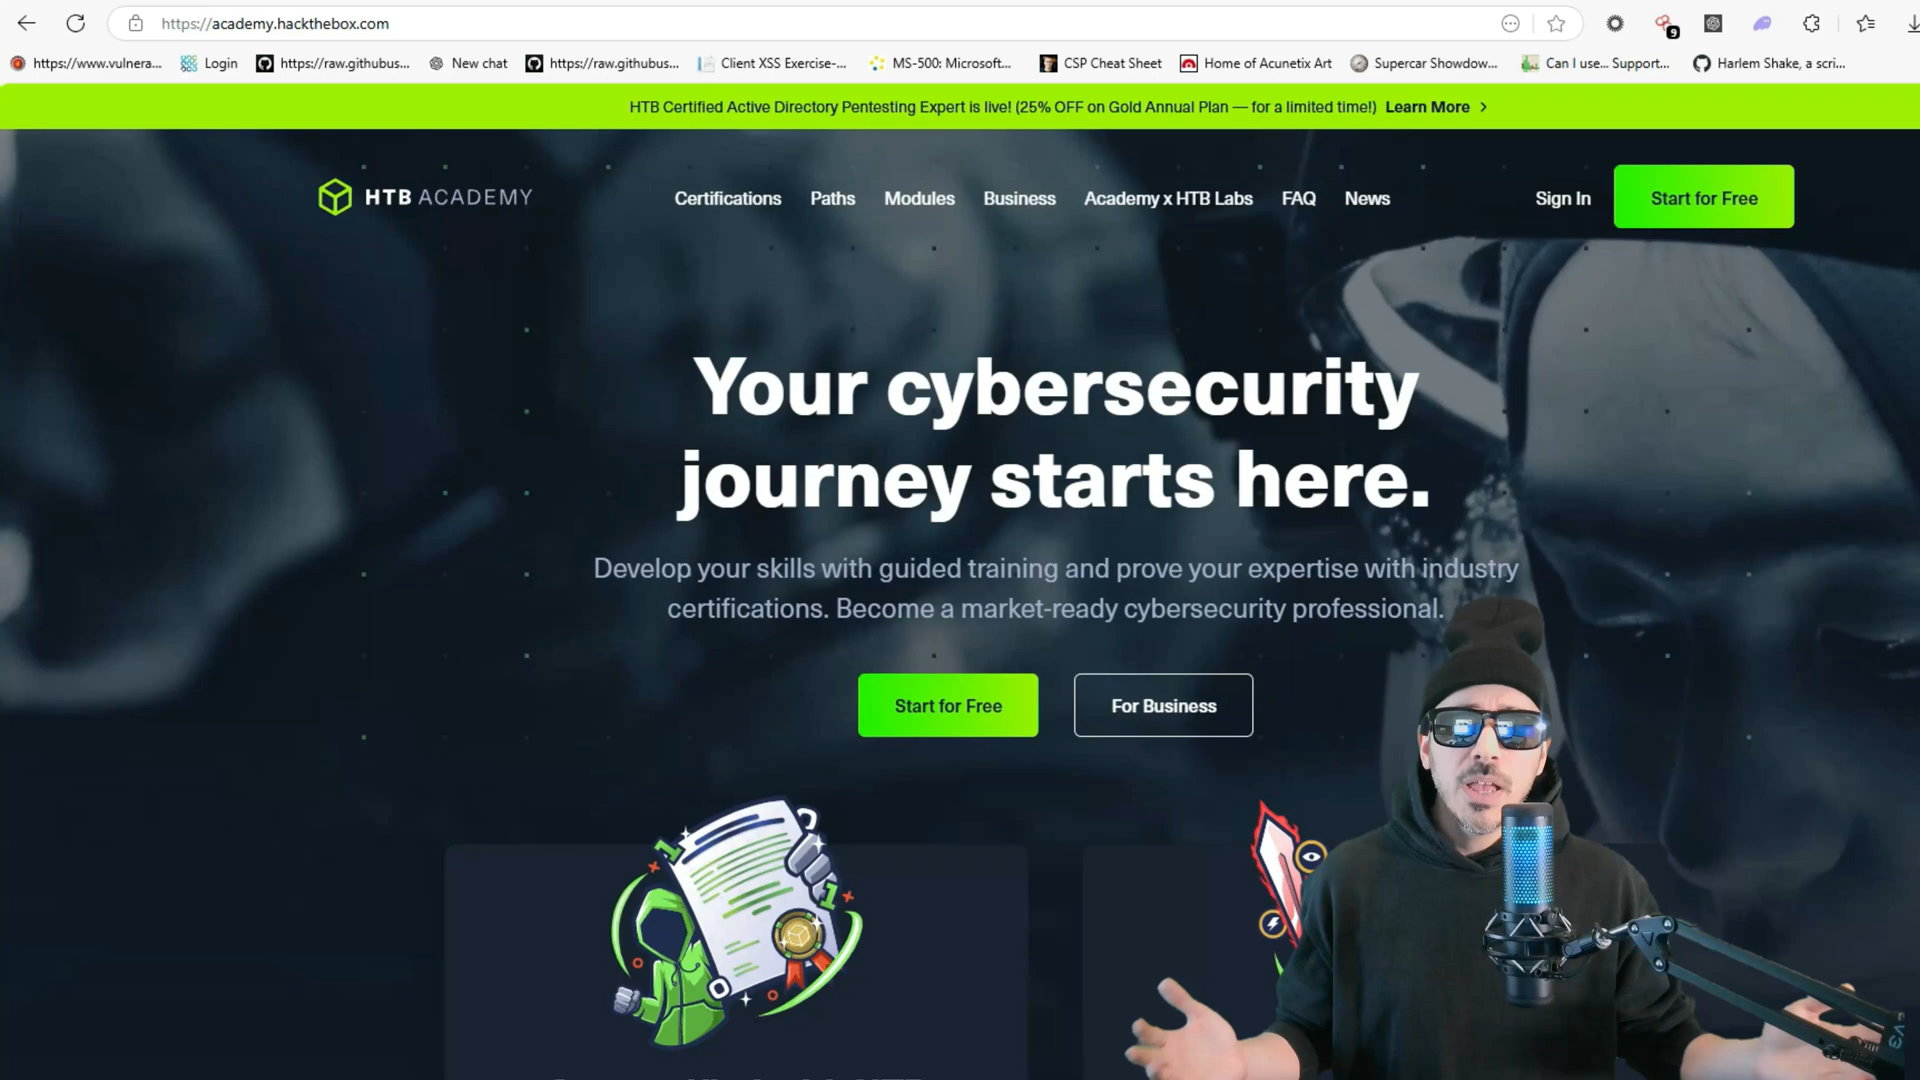 https://academy.hackthebox.com
9
https://www.vulnera...
Login
https://raw.githubus...
New chat
https://raw.githubus...
Client XSS Exercise-...
MS-500: Microsoft...
CSP Cheat Sheet
Home of Acunetix Art
Supercar Showdow...
Can I use... Support...
Harlem Shake, a scri...
HTB Certified Active Directory Pentesting Expert is live! (25% OFF on Gold Annual Plan — for a limited time!) Learn More
HTB ACADEMY
Certifications
Paths
Modules
Business
Academy x HTB Labs
FAQ
News
Sign In
Start for Free
Your cybersecurity
journey starts here.
Develop your skills with guided training and prove your expertise with industry
certifications. Become a market-ready cybersecurity professional.
Start for Free
For Business
1
1